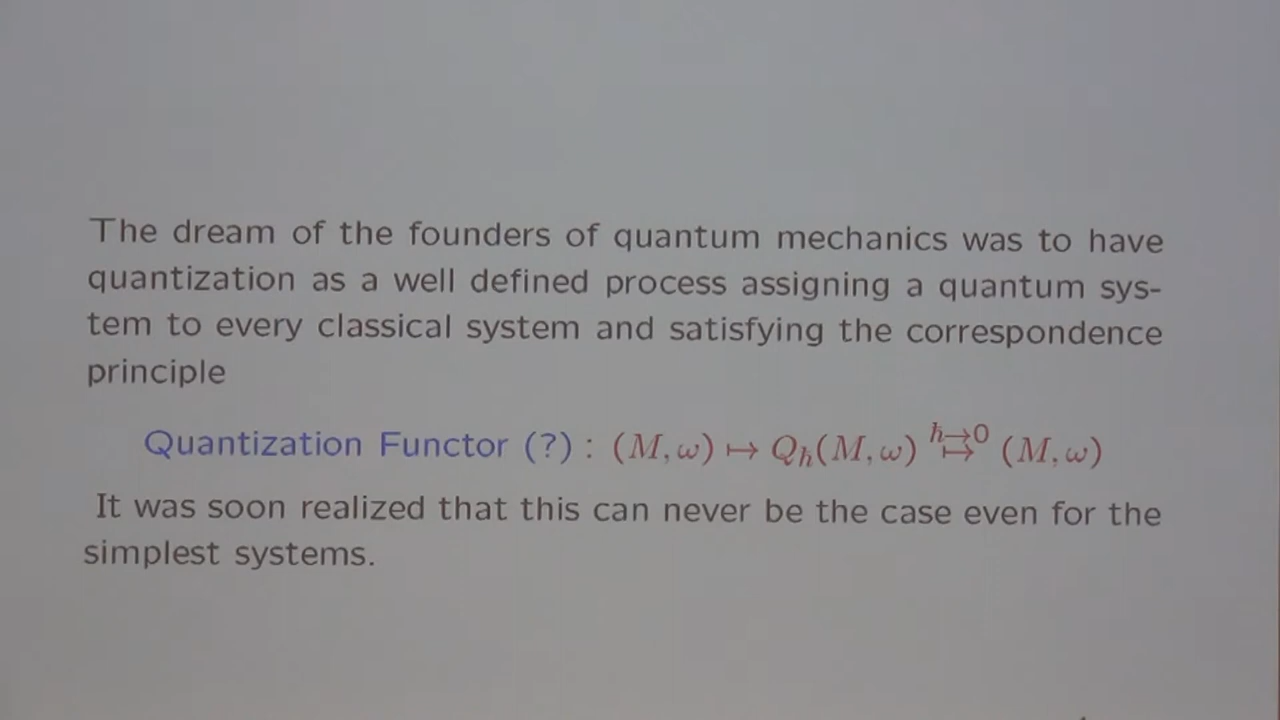 The dream of the founders of quantum mechanics was to have
quantization as a well defined process assigning a quantum sys-
tem to every classical system and satisfying the correspondence
principle
Quantization Functor (?) : (M, ω) ↦ Qℏ(M, ω) ℏ→0 ⇉ (M, ω)
It was soon realized that this can never be the case even for the
simplest systems.